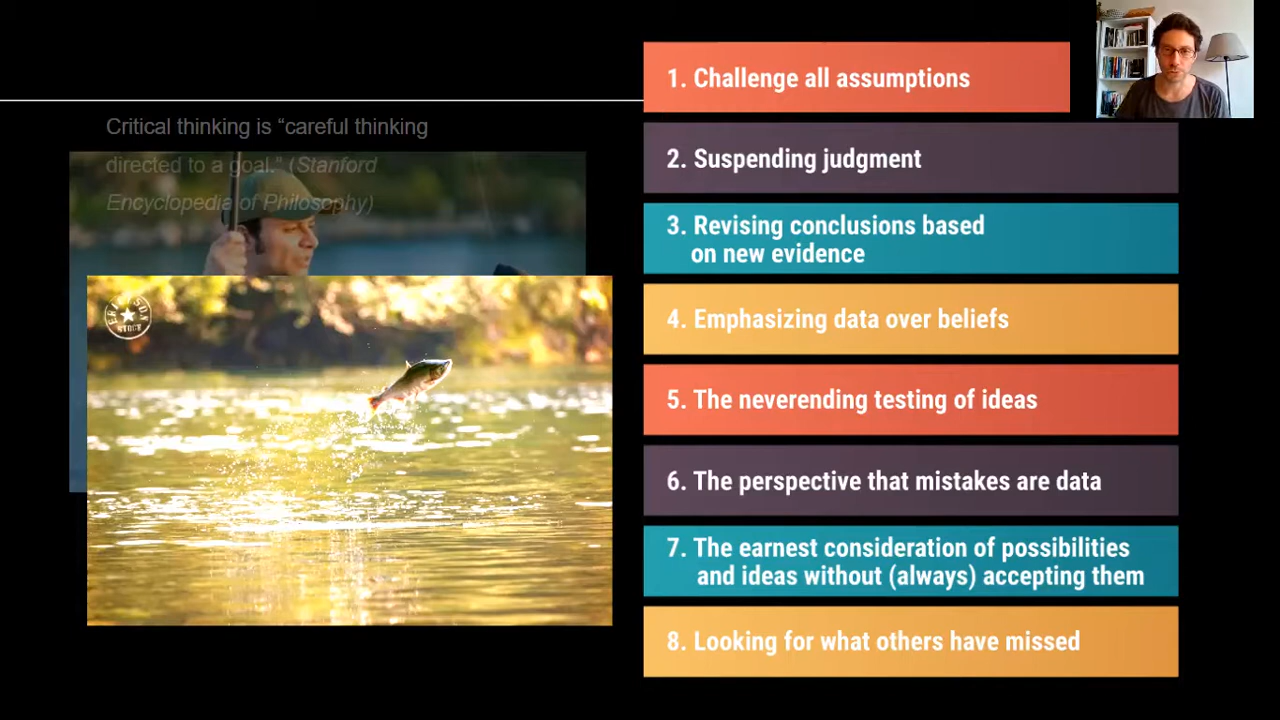 Critical thinking is “careful thinking
directed to a goal.” (Stanford
Encyclopedia of Philosophy)
1. Challenge all assumptions
2. Suspending judgment
3. Revising conclusions based
on new evidence
4. Emphasizing data over beliefs
5. The neverending testing of ideas
6. The perspective that mistakes are data
7. The earnest consideration of possibilities
and ideas without (always) accepting them
8. Looking for what others have missed